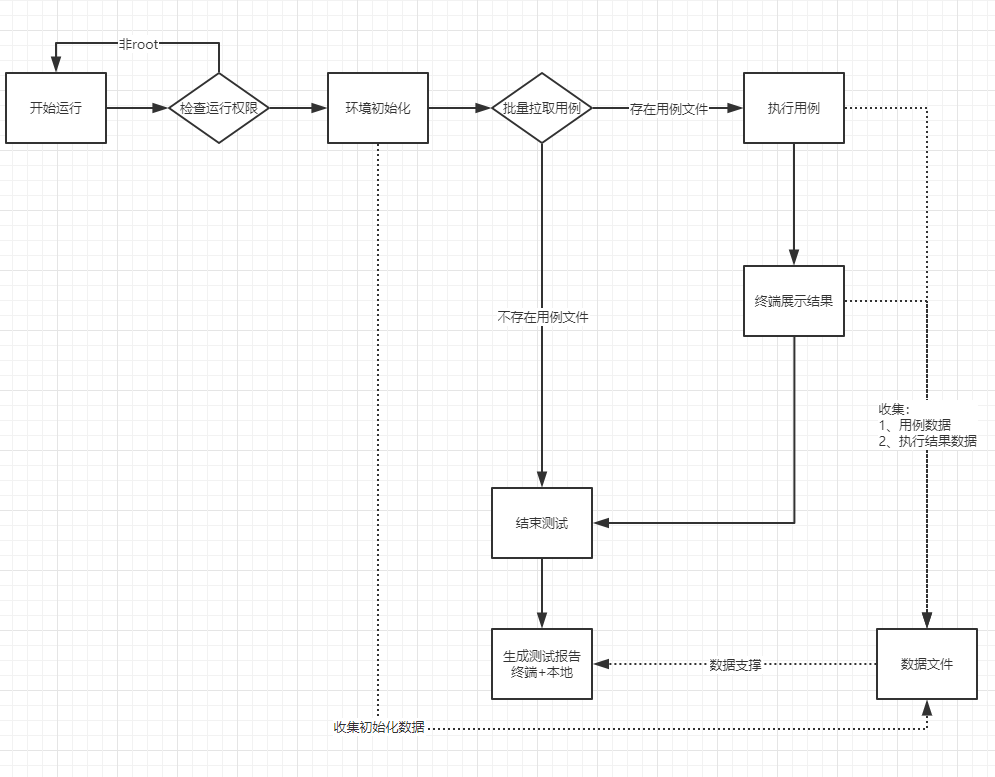 非root
开始运行
检查运行权限
环境初始化
批量拉取用例
存在用例文件
执行用例
终端展示结果
不存在用例文件
收集：
1、用例数据
2、执行结果数据
结束测试
生成测试报告
终端+本地
数据支撑
数据文件
收集初始化数据